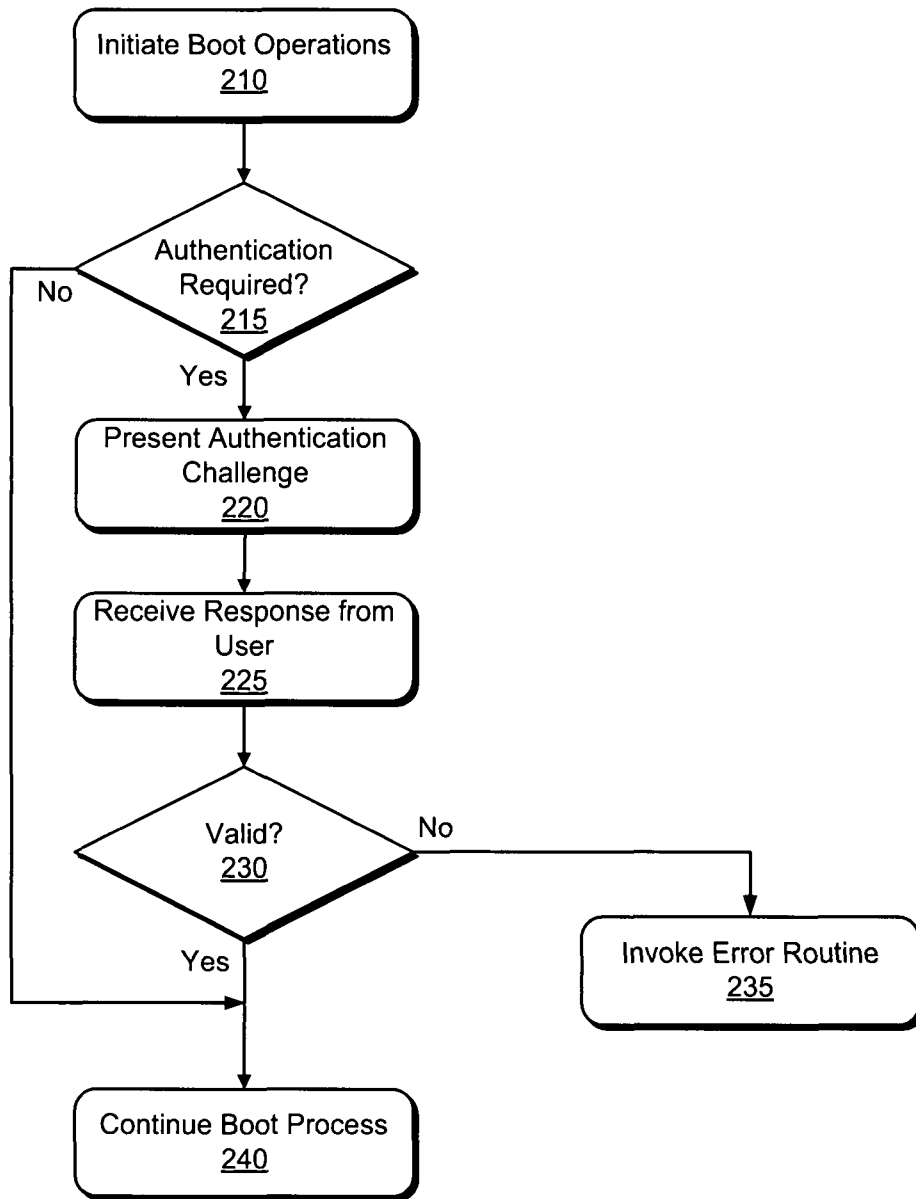 Initiate Boot Operations
210
Authentication
Required?
215
No
Yes
Present Authentication
Challenge
220
Receive Response from
User
225
Valid?
230
No
Yes
Invoke Error Routine
235
Continue Boot Process
240